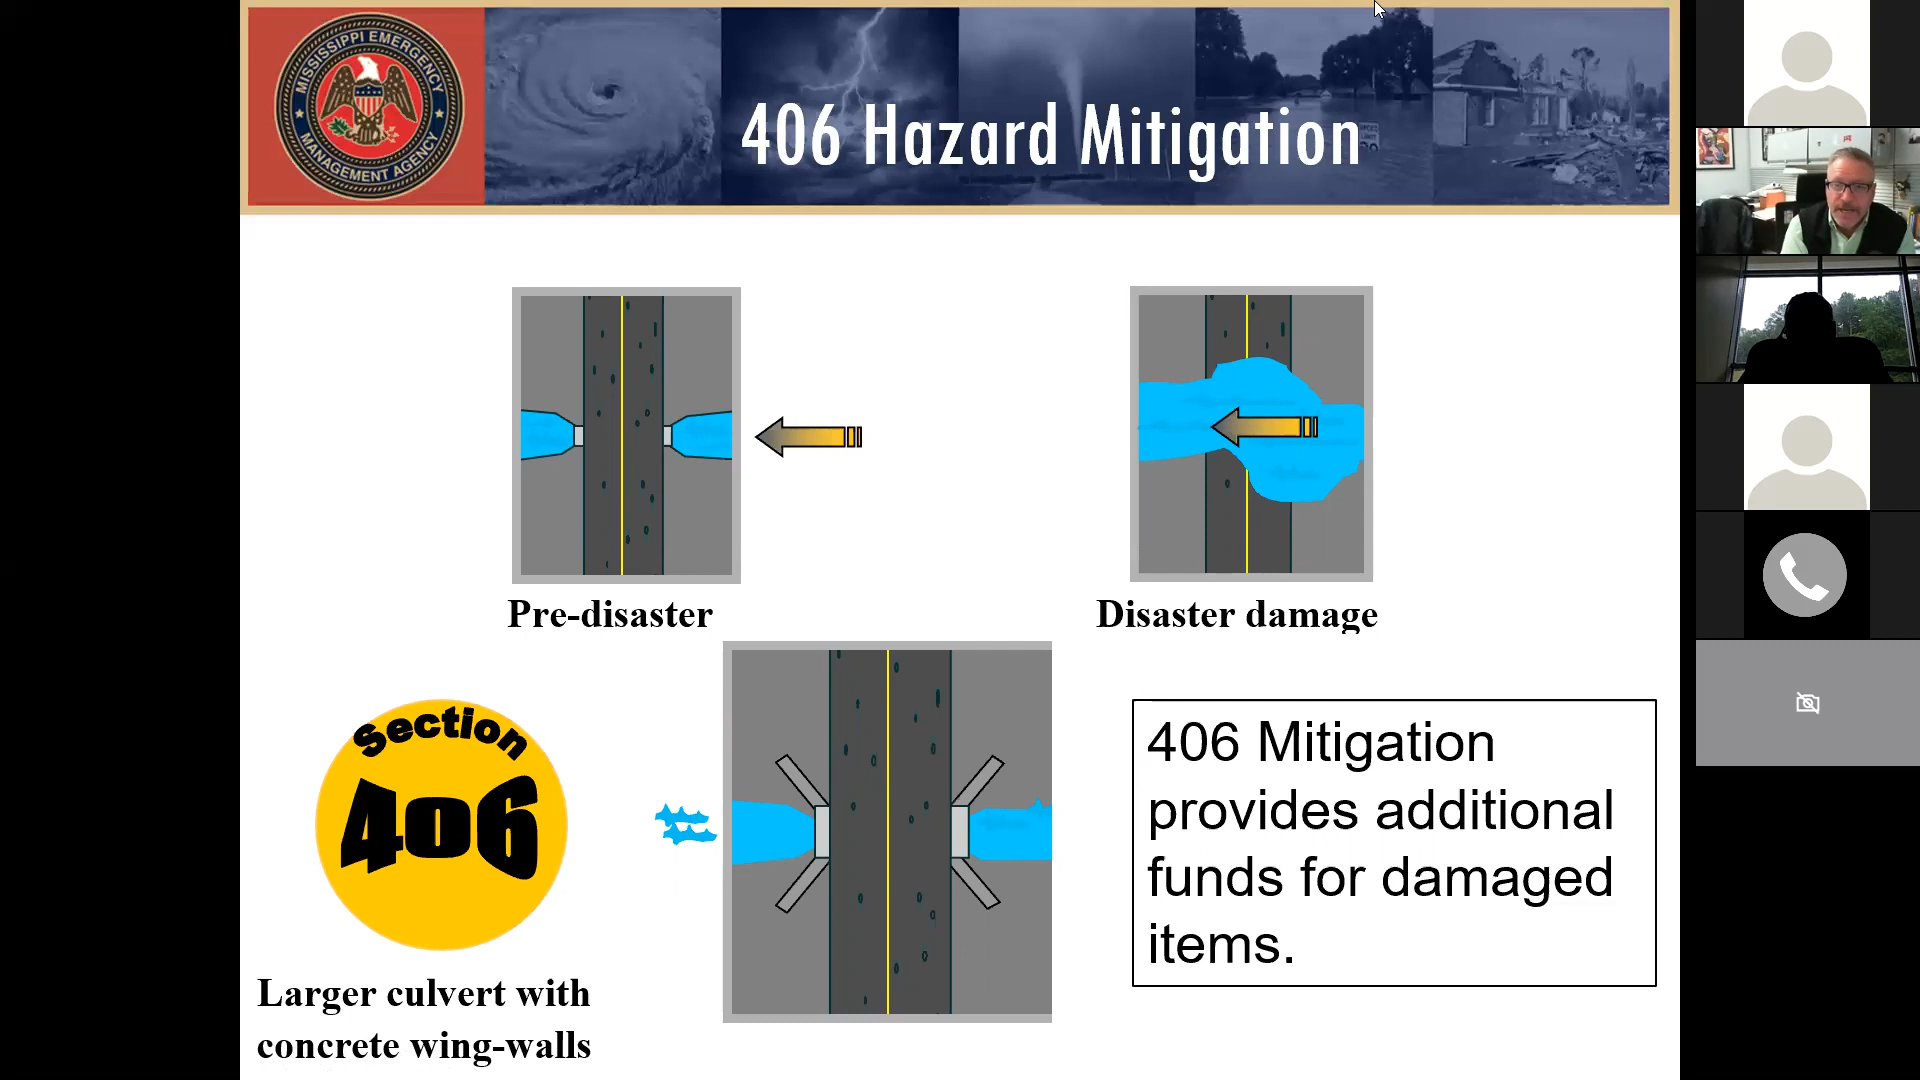 MISSISSIPPI EMERGENCY
MANAGEMENT AGENCY
406 Hazard Mitigation
Pre-disaster
Disaster damage
Section
406
Larger culvert with
concrete wing-walls
406 Mitigation
provides additional
funds for damaged
items.